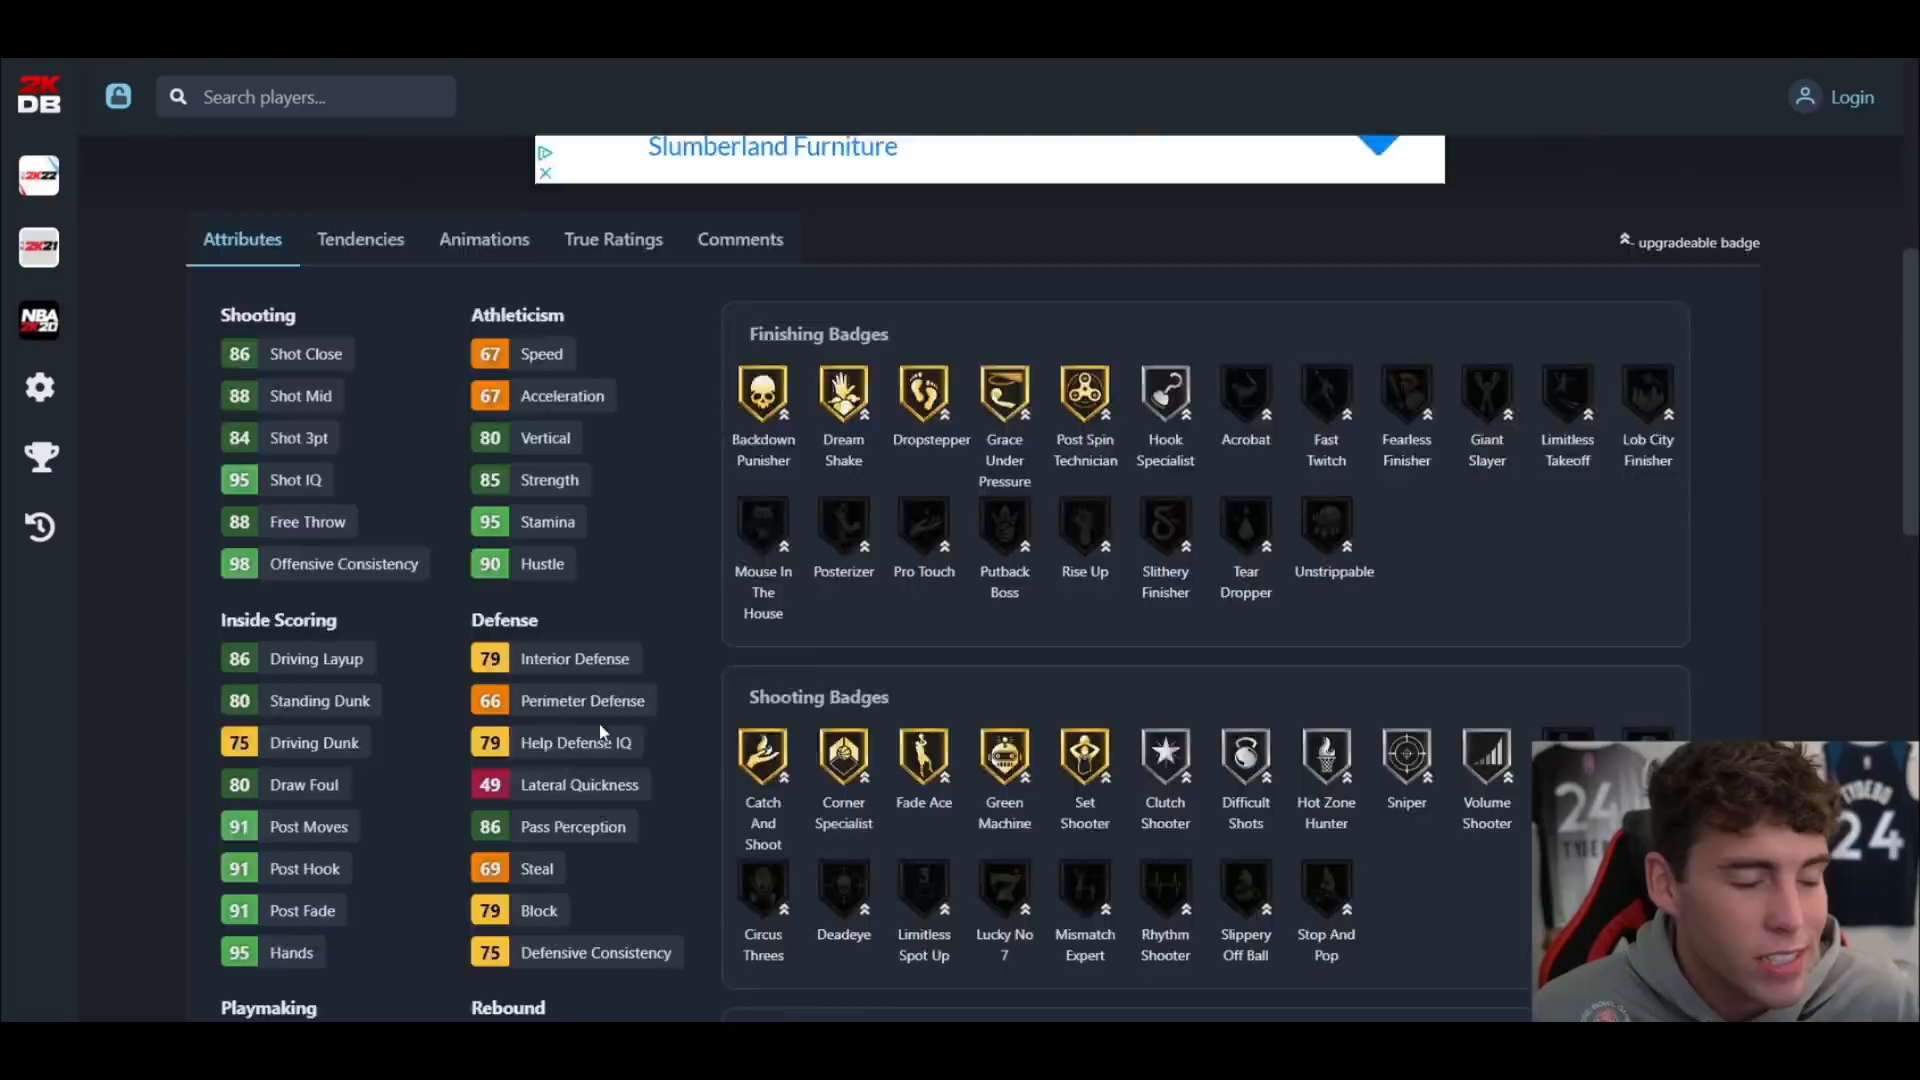 2K
DB
Search players...
Login
Slumberland Furniture
2K22
2K21
NBA
2K20
Attributes
Tendencies
Animations
True Ratings
Comments
- upgradeable badge
Shooting
86 Shot Close
88 Shot Mid
84 Shot 3pt
95 Shot IQ
88 Free Throw
98 Offensive Consistency
Athleticism
67 Speed
67 Acceleration
80 Vertical
85 Strength
95 Stamina
90 Hustle
Inside Scoring
86 Driving Layup
80 Standing Dunk
75 Driving Dunk
80 Draw Foul
91 Post Moves
91 Post Hook
91 Post Fade
95 Hands
Defense
79 Interior Defense
66 Perimeter Defense
79 Help Defense IQ
49 Lateral Quickness
86 Pass Perception
69 Steal
79 Block
75 Defensive Consistency
Playmaking
Rebound
Finishing Badges
Backdown
Punisher
Dream
Shake
Dropstepper
Grace
Under
Pressure
Post Spin
Technician
Hook
Specialist
Acrobat
Fast
Twitch
Fearless
Finisher
Giant
Slayer
Limitless
Takeoff
Lob City
Finisher
Mouse In
The
House
Posterizer
Pro Touch
Putback
Boss
Rise Up
Slithery
Finisher
Tear
Dropper
Unstrippable
Shooting Badges
Catch
And
Shoot
Corner
Specialist
Fade Ace
Green
Machine
Set
Shooter
Clutch
Shooter
Difficult
Shots
Hot Zone
Hunter
Sniper
Volume
Shooter
Circus
Threes
Deadeye
Limitless
Spot Up
Lucky No
7
Mismatch
Expert
Rhythm
Shooter
Slippery
Off Ball
Stop And
Pop
24
24